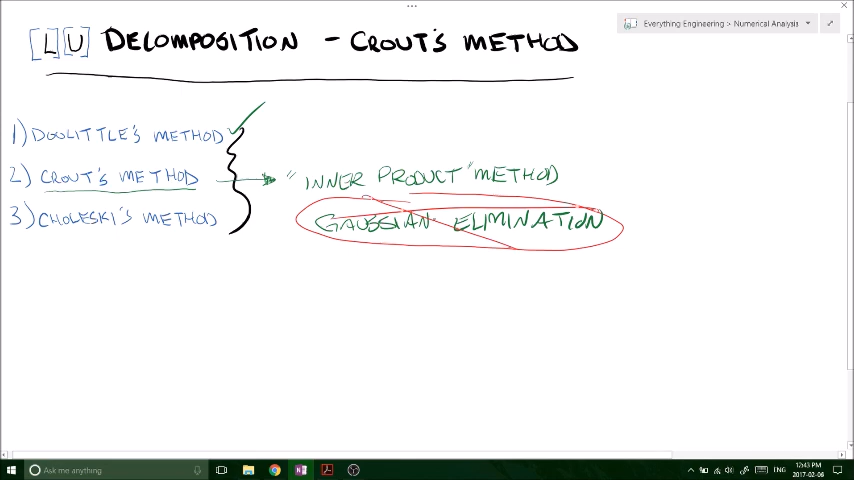 [L][U] DECOMPOSITION - CROUT'S METHOD
Everything Engineering > Numerical Analysis
1) DOOLITTLE'S METHOD
2) CROUT'S METHOD
"INNER PRODUCT" METHOD
3) CHOLESKI'S METHOD
GAUSSIAN ELIMINATION
Ask me anything
ENG
12:43 PM
2017-02-06